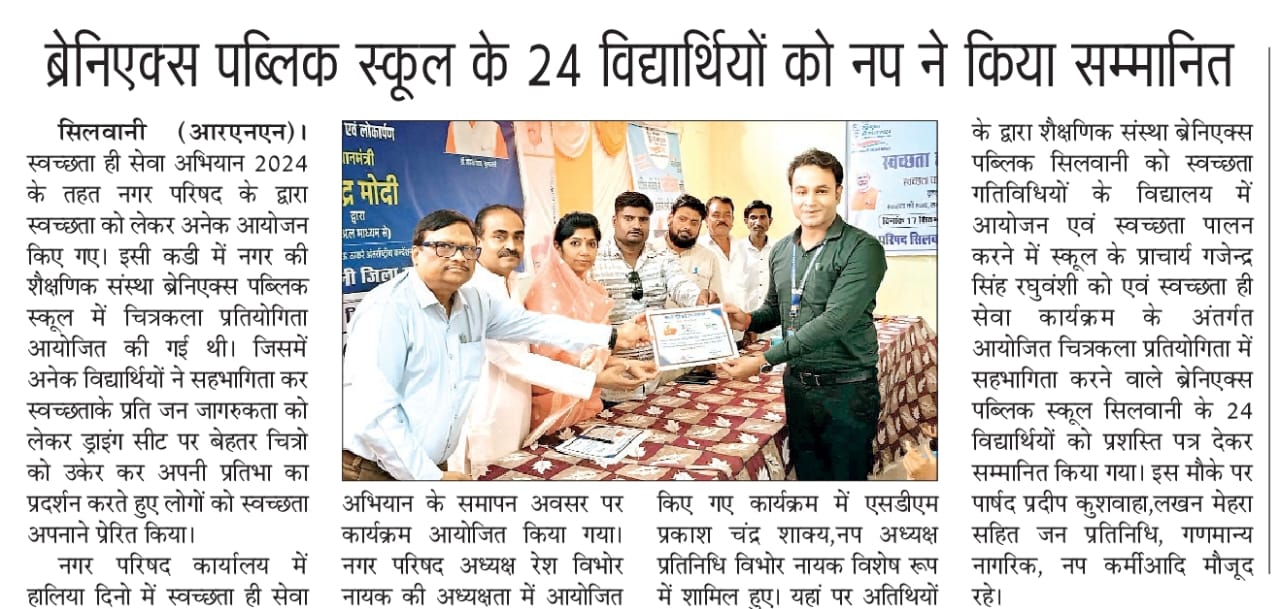 ब्रेनिएक्स पब्लिक स्कूल के 24 विद्यार्थियों को नप ने किया सम्मानित
सिलवानी (आरएनएन)।
स्वच्छता ही सेवा अभियान 2024
के तहत नगर परिषद के द्वारा
स्वच्छता को लेकर अनेक आयोजन
किए गए। इसी कडी में नगर की
शैक्षणिक संस्था ब्रेनिएक्स पब्लिक
स्कूल में चित्रकला प्रतियोगिता
आयोजित की गई थी। जिसमें
अनेक विद्यार्थियों ने सहभागिता कर
स्वच्छताके प्रति जन जागरुकता को
लेकर ड्राइंग सीट पर बेहतर चित्रो
को उकेर कर अपनी प्रतिभा का
प्रदर्शन करते हुए लोगों को स्वच्छता
अपनाने प्रेरित किया।
नगर परिषद कार्यालय में
हालिया दिनो में स्वच्छता ही सेवा
एवं लोकार्पण
मोदी
द्वारा
स्वच्छता
दिनांक 17
परिषद
अभियान के समापन अवसर पर
कार्यक्रम आयोजित किया गया।
नगर परिषद अध्यक्ष रेश विभोर
नायक की अध्यक्षता में आयोजित
किए गए कार्यक्रम में एसडीएम
प्रकाश चंद्र शाक्य,नप अध्यक्ष
प्रतिनिधि विभोर नायक विशेष रूप
में शामिल हुए। यहां पर अतिथियों
के द्वारा शैक्षणिक संस्था ब्रेनिएक्स
पब्लिक सिलवानी को स्वच्छता
गतिविधियों के विद्यालय में
आयोजन एवं स्वच्छता पालन
करने में स्कूल के प्राचार्य गजेन्द्र
सिंह रघुवंशी को एवं स्वच्छता ही
सेवा कार्यक्रम के अंतर्गत
आयोजित चित्रकला प्रतियोगिता में
सहभागिता करने वाले ब्रेनिएक्स
पब्लिक स्कूल सिलवानी के 24
विद्यार्थियों को प्रशस्ति पत्र देकर
सम्मानित किया गया। इस मौके पर
पार्षद प्रदीप कुशवाहा,लखन मेहरा
सहित जन प्रतिनिधि, गणमान्य
नागरिक, नप कर्मीआदि मौजूद
रहे।